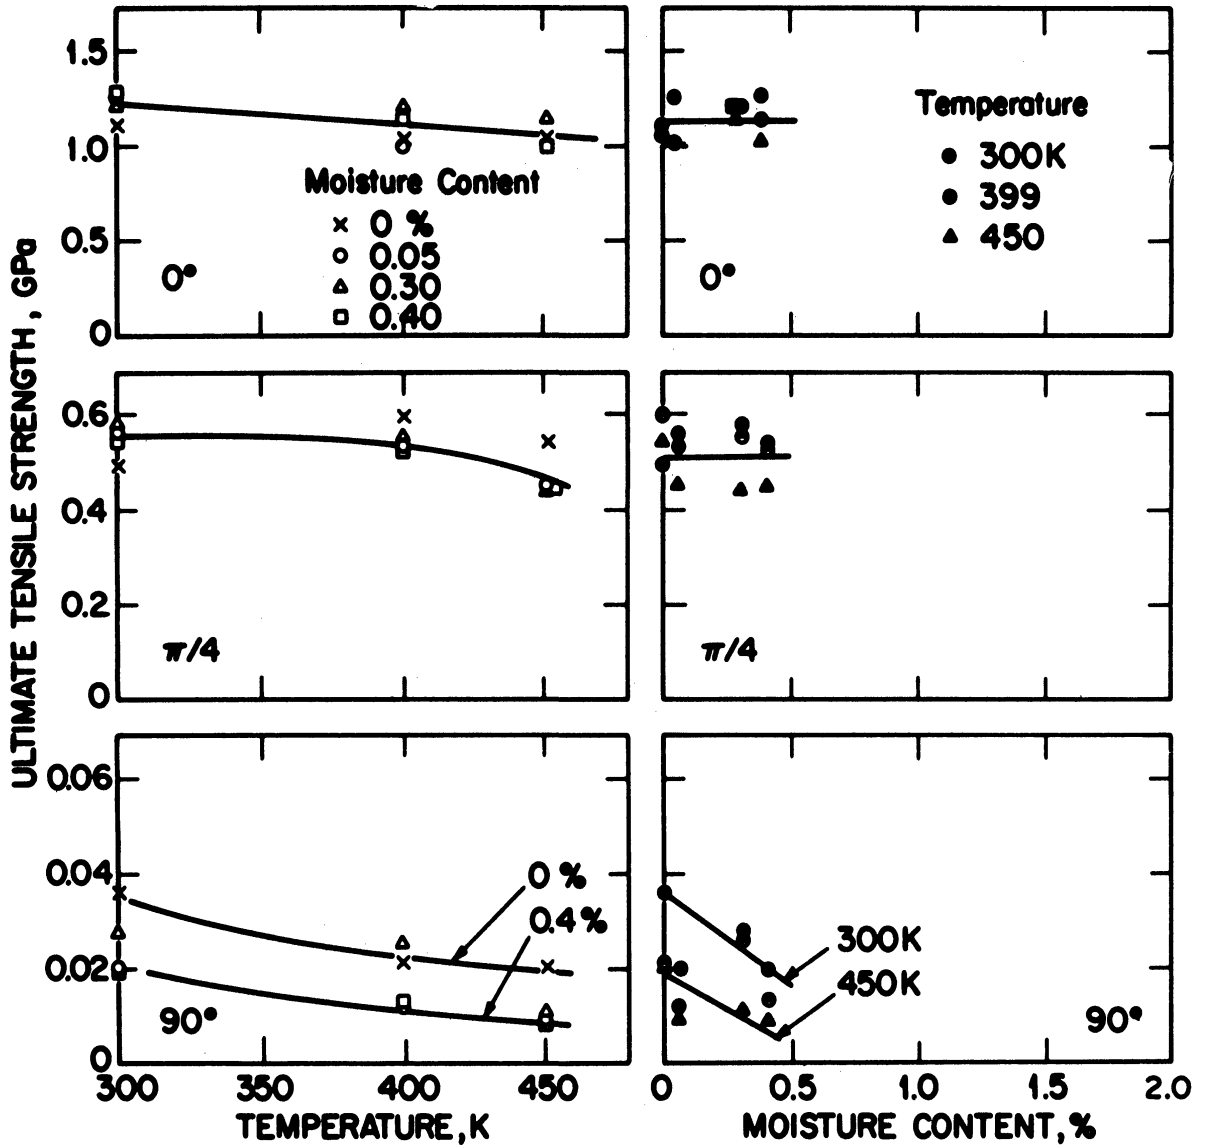 ULTIMATE TENSILE STRENGTH, GPa
1.5
1.0
0.5
0
0°
Moisture Content
× 0 %
○ 0.05
△ 0.30
□ 0.40
0°
Temperature
● 300K
● 399
▲ 450
0.6
0.4
0.2
0
π/4
π/4
0.06
0.04
0.02
0
90°
0 %
0.4%
300K
450K
90°
300 350 400 450
TEMPERATURE, K
0 0.5 1.0 1.5 2.0
MOISTURE CONTENT, %